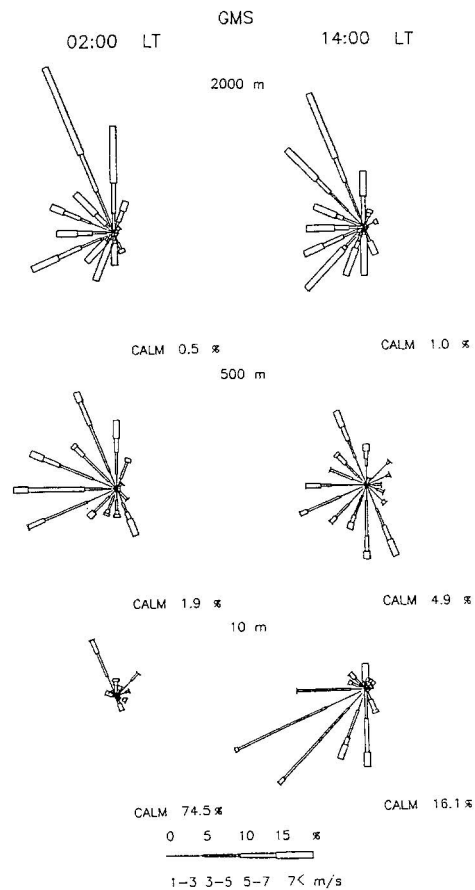 GMS
02:00 LT 14:00 LT
2000 m
CALM 0.5 % CALM 1.0 %
500 m
CALM 1.9 % CALM 4.9 %
10 m
CALM 74.5 % CALM 16.1 %
0 5 10 15 %
1-3 3-5 5-7 7< m/s